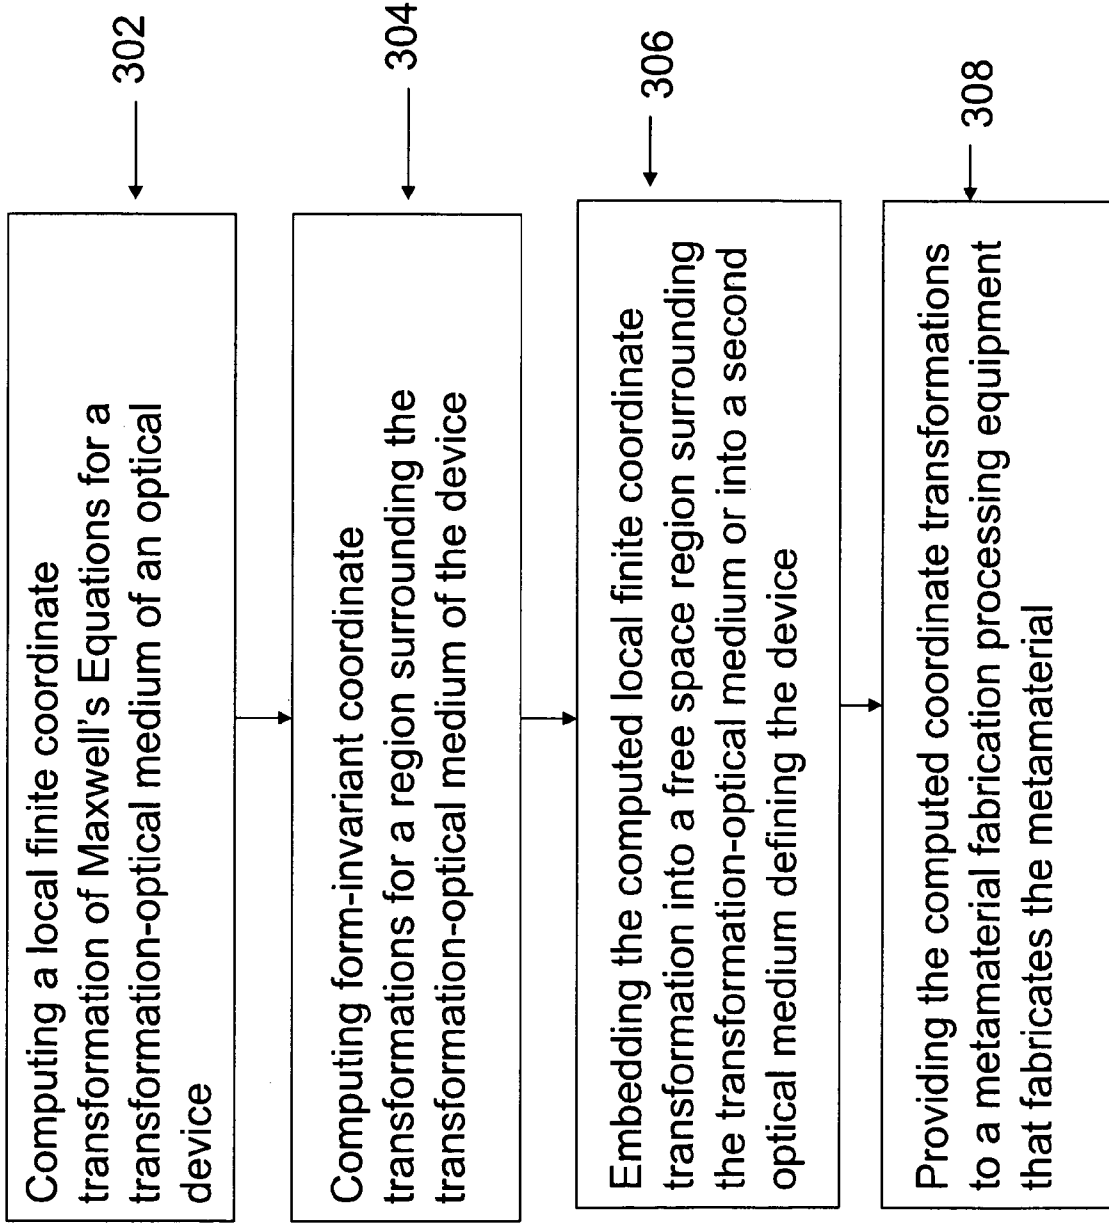 Computing a local finite coordinate
transformation of Maxwell's Equations for a
transformation-optical medium of an optical
device
302
Computing form-invariant coordinate
transformations for a region surrounding the
transformation-optical medium of the device
304
Embedding the computed local finite coordinate
transformation into a free space region surrounding
the transformation-optical medium or into a second
optical medium defining the device
306
Providing the computed coordinate transformations
to a metamaterial fabrication processing equipment
that fabricates the metamaterial
308